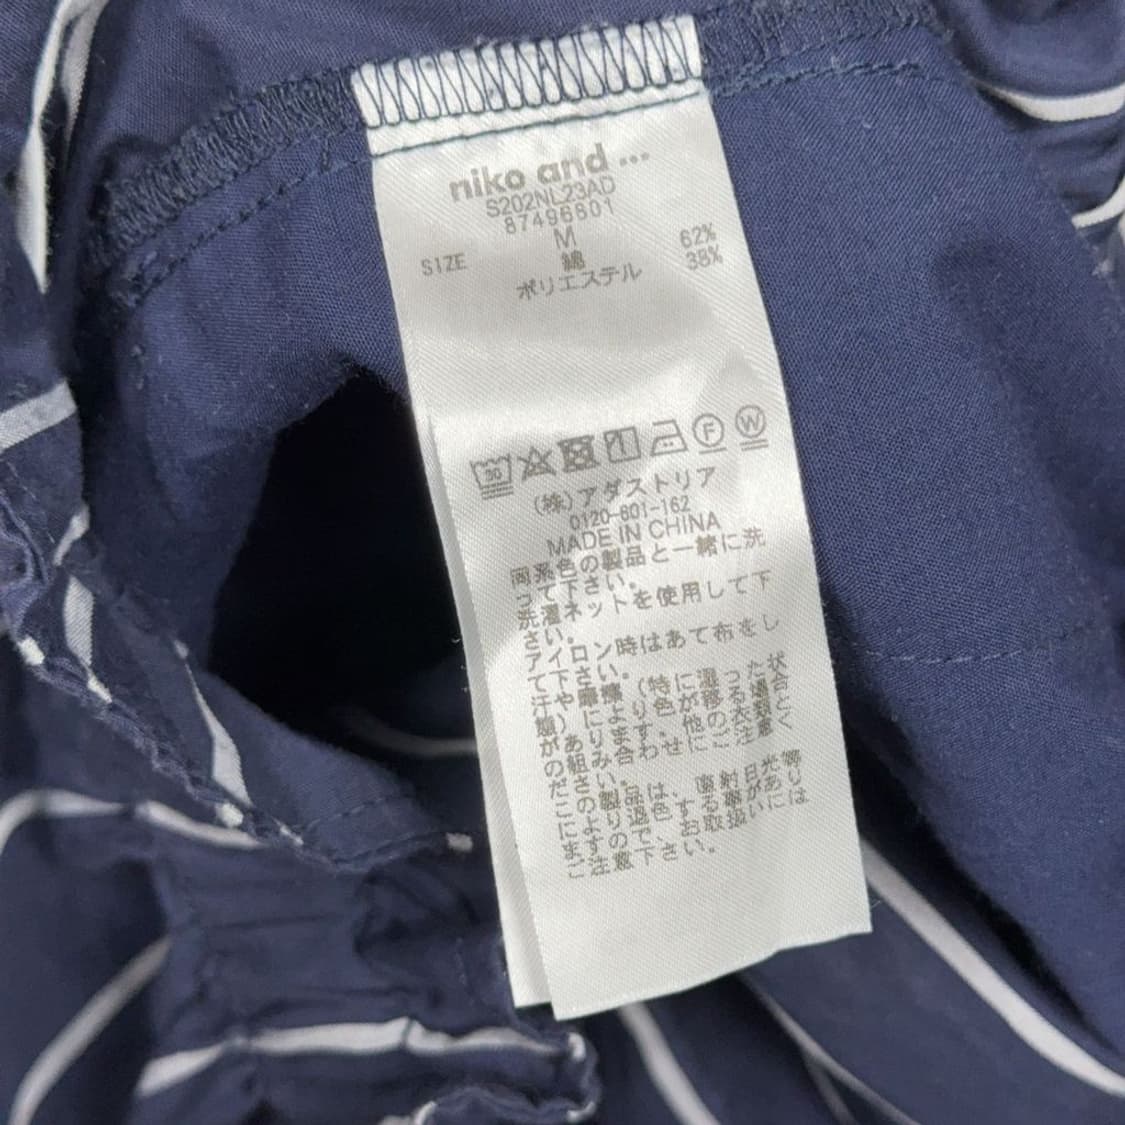 niko and ...
S202NL23AD
87496601
SIZE M
綿 62%
ポリエステル 38%
30
F W
(株)アダストリア
0120-601-162
MADE IN CHINA
同系色の製品と一緒に洗
って下さい。
洗濯ネットを使用して下
さい。
アイロン時はあて布をし
て下さい。
汗や摩擦(特に湿った状
態)により色が移る場合
があります。他の衣類と
の組み合わせにご注意く
ださい。
この製品は、直射日光等
により退色する事があり
ますので、お取扱いには
ご注意下さい。